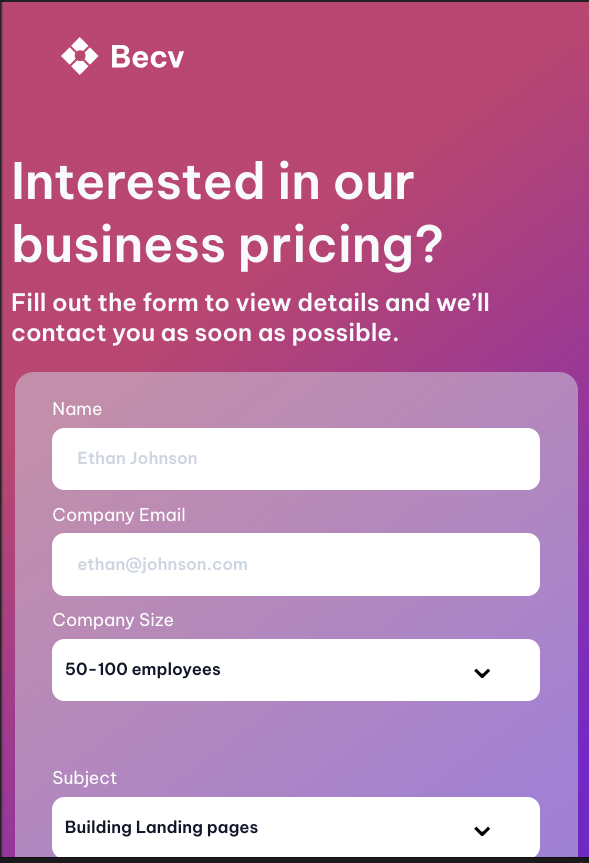 Becv
Interested in our
business pricing?
Fill out the form to view details and we’ll
contact you as soon as possible.
Name
Ethan Johnson
Company Email
ethan@johnson.com
Company Size
50-100 employees
Subject
Building Landing pages